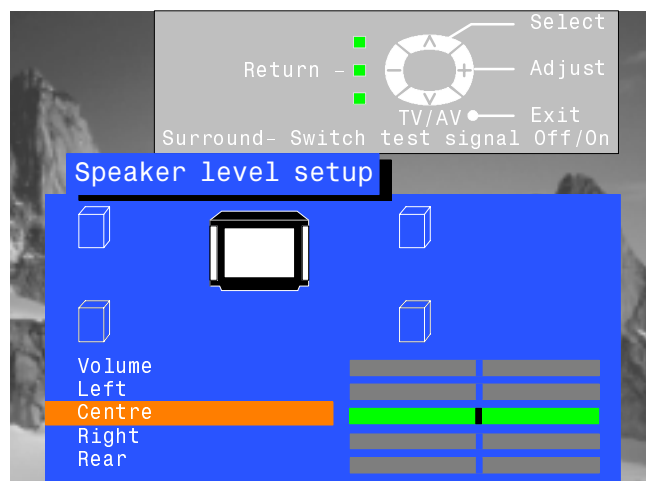 Select
Return –
Adjust
TV/AV
Exit
Surround- Switch test signal Off/On
Speaker level setup
Volume
Left
Centre
Right
Rear